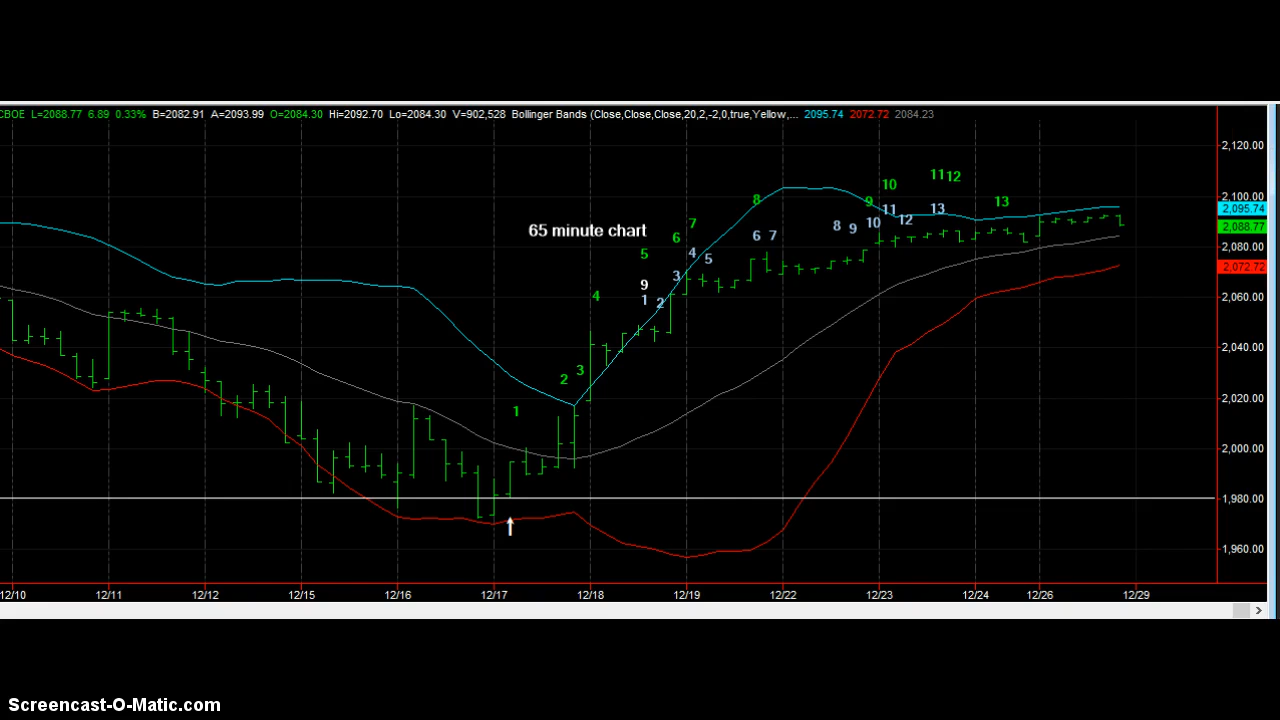 CBOE L=2088.77 6.89 0.33% B=2082.91 A=2093.99 O=2084.30 Hi=2092.70 Lo=2084.30 V=902,528 Bollinger Bands (Close,Close,Close,20,2,-2,0,true,Yellow,... 2095.74 2072.72 2084.23
2,120.00
11 12
10
2,100.00
8 9 13
2,095.74
11 13
7 10 12
2,088.77
65 minute chart
6 6 7 8 9
2,080.00
5 4 5
2,072.72
3
9
4 1 2
2,060.00
2,040.00
3
2
2,020.00
1
2,000.00
1,980.00
1,960.00
12/10 12/11 12/12 12/15 12/16 12/17 12/18 12/19 12/22 12/23 12/24 12/26 12/29
Screencast-O-Matic.com